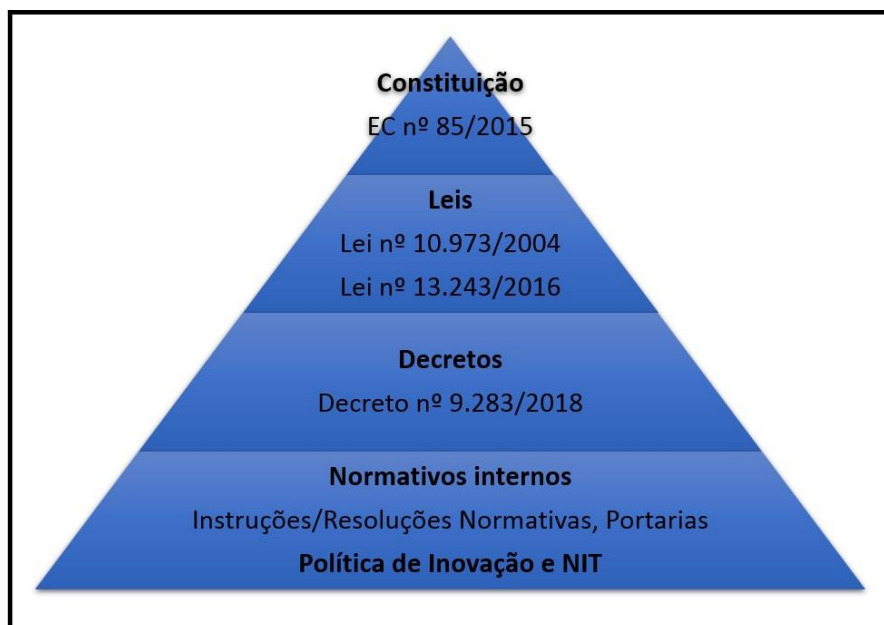 Constituição
EC nº 85/2015
Leis
Lei nº 10.973/2004
Lei nº 13.243/2016
Decretos
Decreto nº 9.283/2018
Normativos internos
Instruções/Resoluções Normativas, Portarias
Política de Inovação e NIT